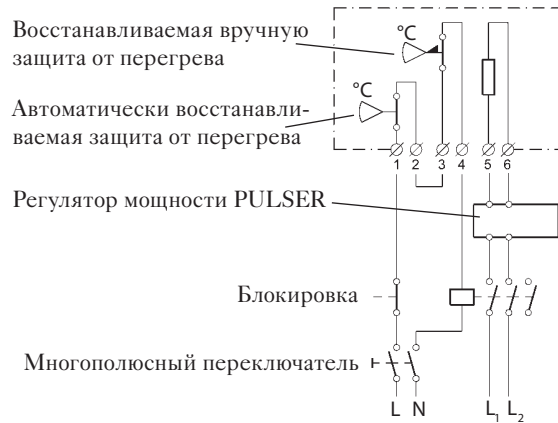 Восстанавливаемая вручную
защита от перегрева
°C
°C
Автоматически восстанавли-
ваемая защита от перегрева
1 2 3 4 5 6
Регулятор мощности PULSER
Блокировка
Многополюсный переключатель
L N L1 L2